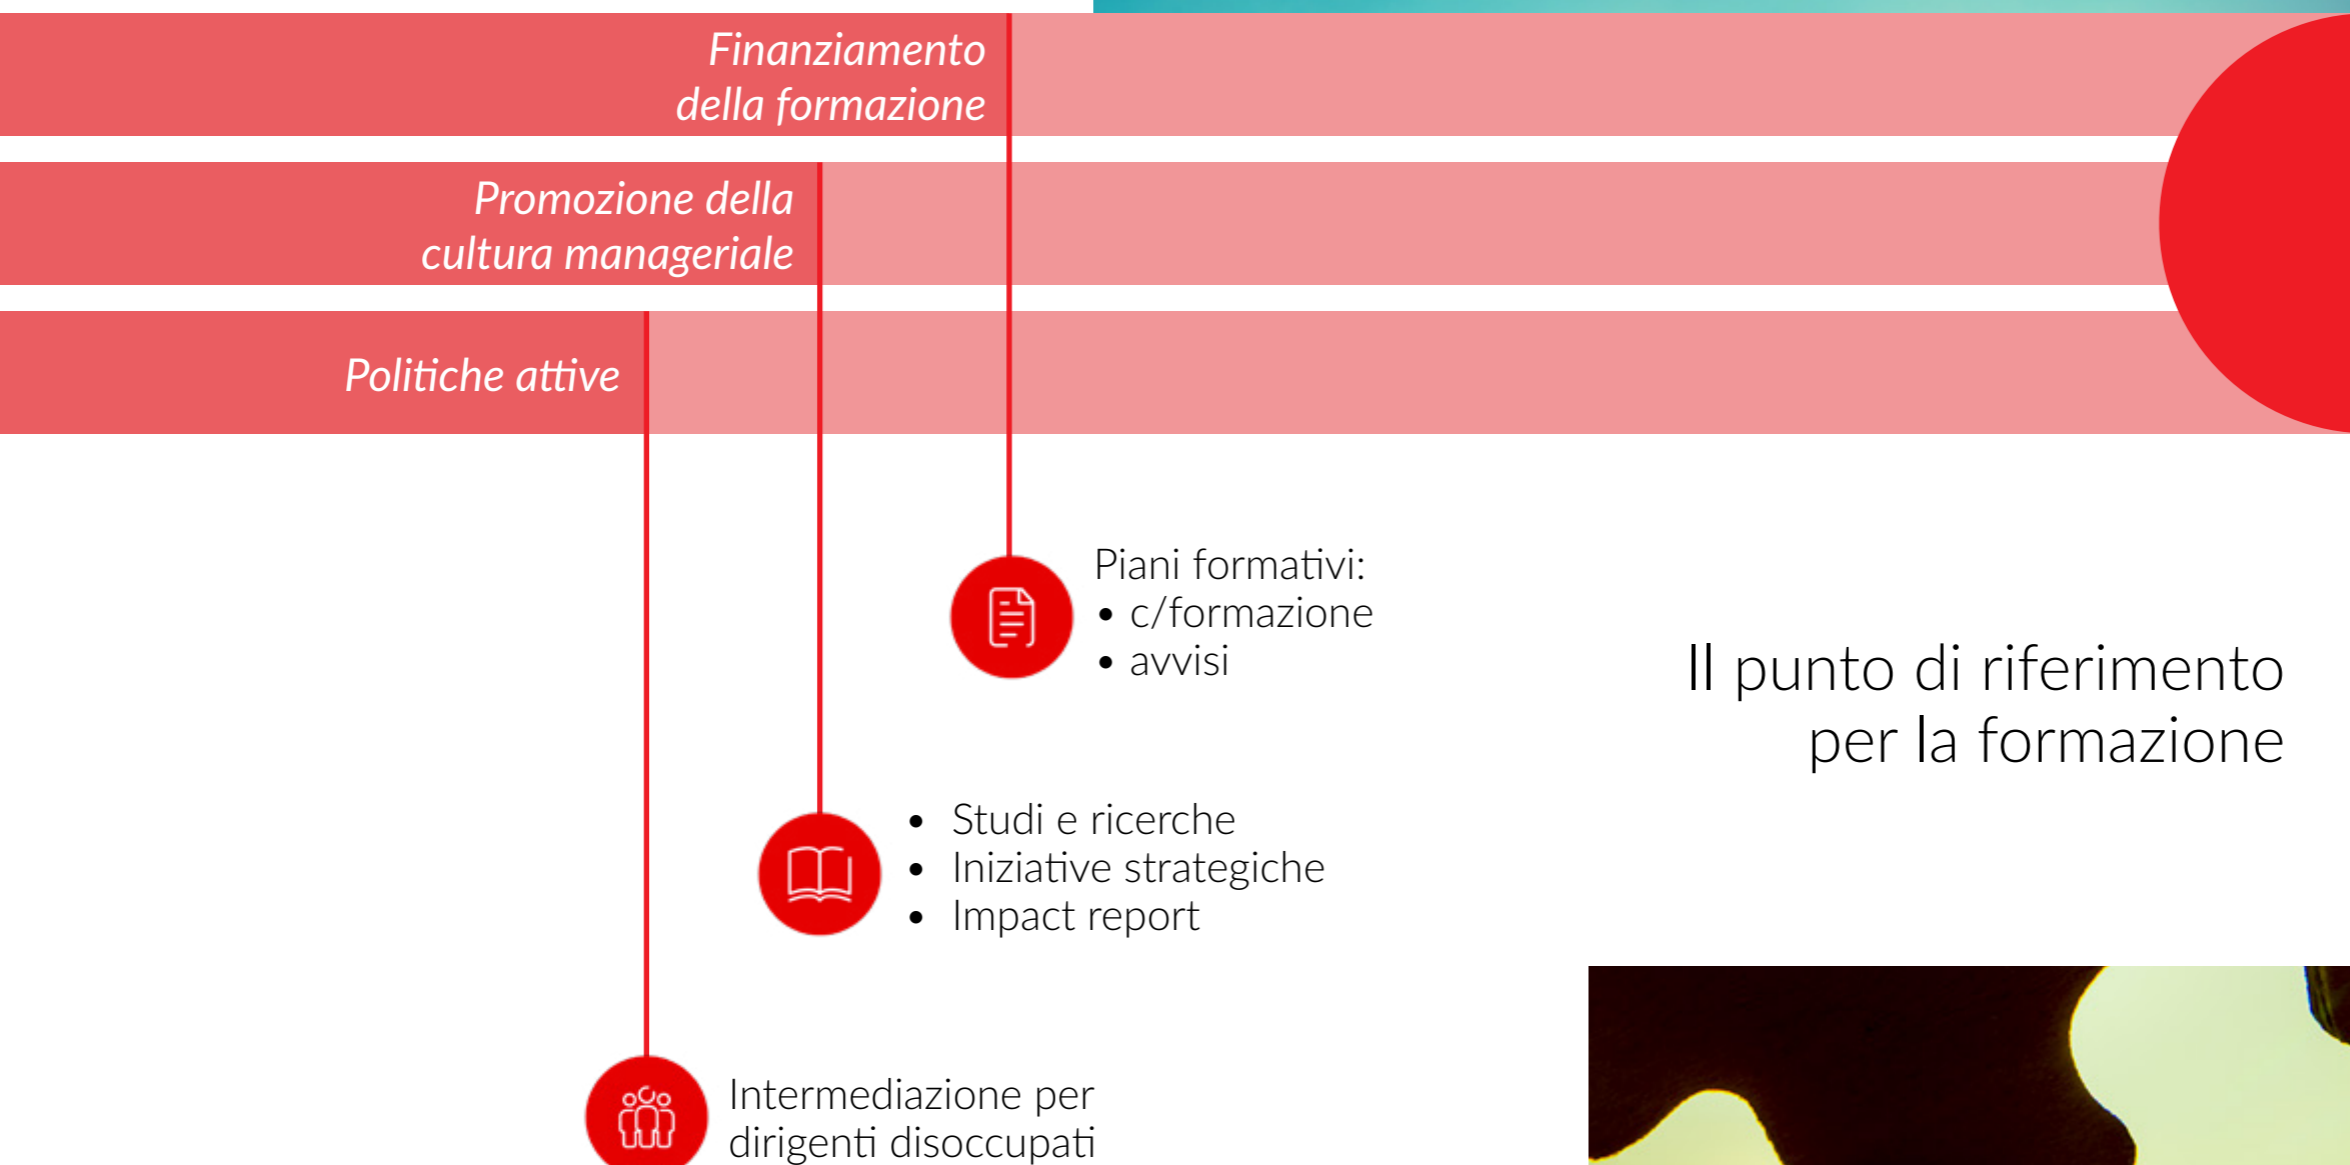 Finanziamento
della formazione
Promozione della
cultura manageriale
Politiche attive
Piani formativi:
• c/formazione
• avvisi
Il punto di riferimento
per la formazione
• Studi e ricerche
• Iniziative strategiche
• Impact report
Intermediazione per
dirigenti disoccupati